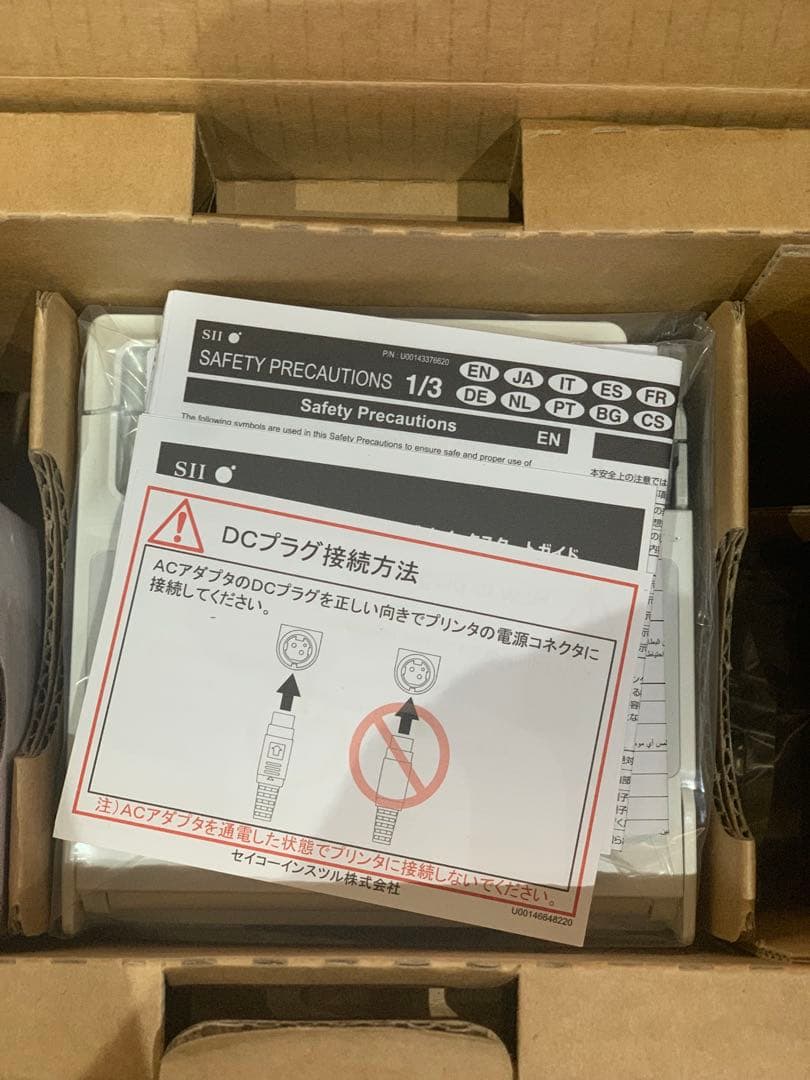 SII
P/N : U00143376620
SAFETY PRECAUTIONS 1/3
EN JA IT ES FR
DE NL PT BG CS
Safety Precautions
EN
The following symbols are used in this Safety Precautions to ensure safe and proper use of
本安全上の注意では
SII
DCプラグ接続方法
ACアダプタのDCプラグを正しい向きでプリンタの電源コネクタに
接続してください。
注）ACアダプタを通電した状態でプリンタに接続しないでください。
セイコーインスツル株式会社
U00146848220